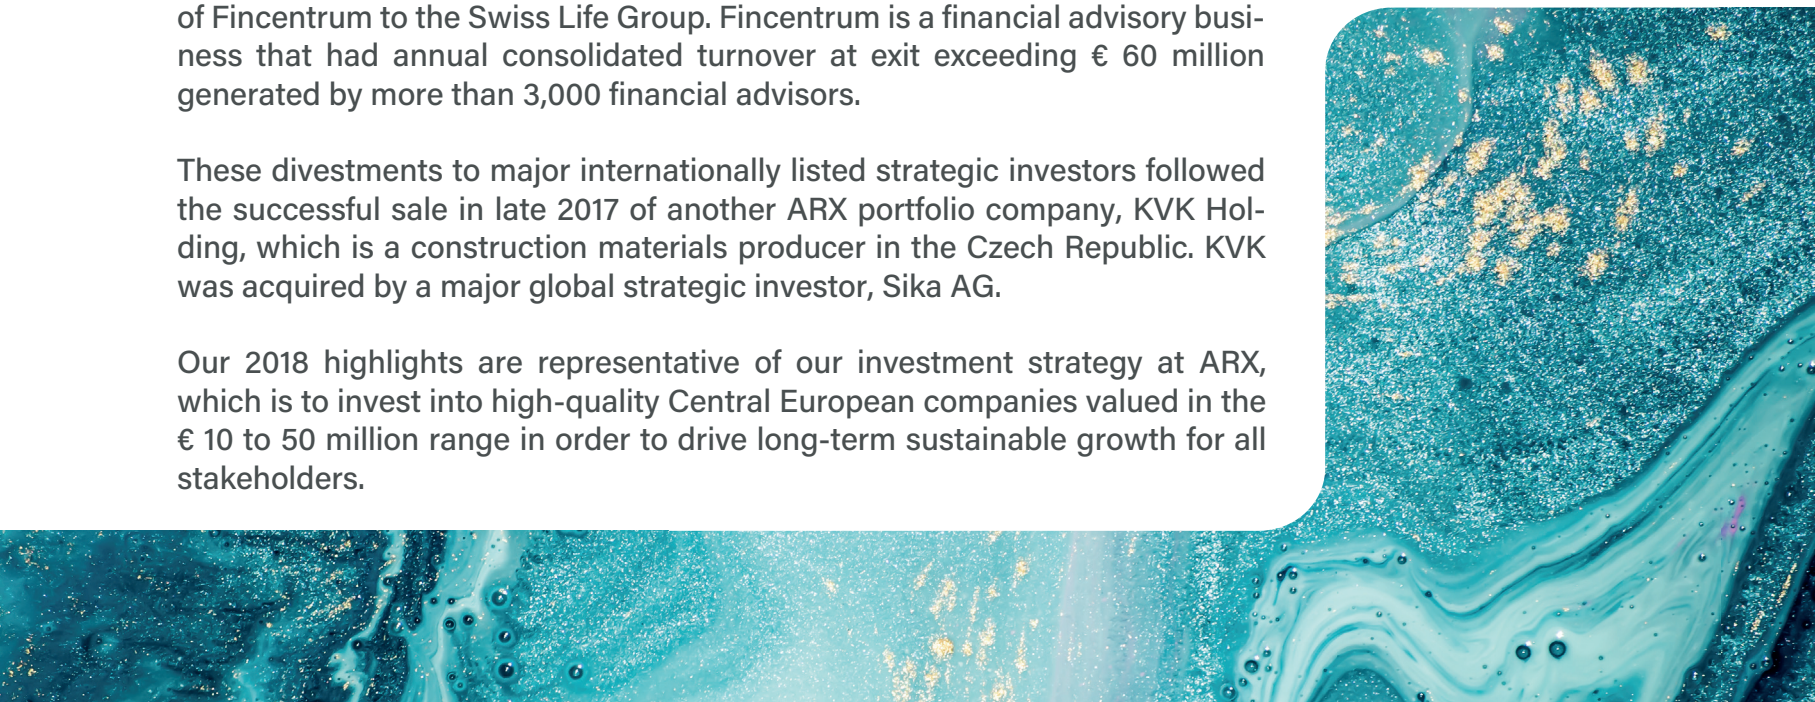 of Fincentrum to the Swiss Life Group. Fincentrum is a financial advisory busi-
ness that had annual consolidated turnover at exit exceeding € 60 million
generated by more than 3,000 financial advisors.
These divestments to major internationally listed strategic investors followed
the successful sale in late 2017 of another ARX portfolio company, KVK Hol-
ding, which is a construction materials producer in the Czech Republic. KVK
was acquired by a major global strategic investor, Sika AG.
Our 2018 highlights are representative of our investment strategy at ARX,
which is to invest into high-quality Central European companies valued in the
€ 10 to 50 million range in order to drive long-term sustainable growth for all
stakeholders.